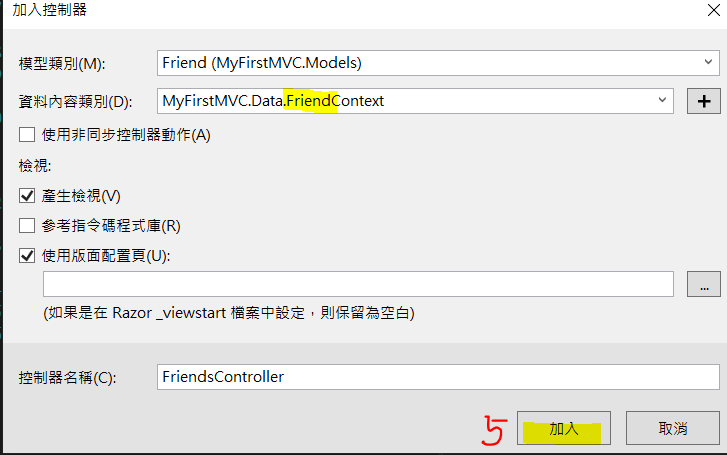 加入控制器
模型類別(M): Friend (MyFirstMVC.Models)
資料內容類別(D): MyFirstMVC.Data.FriendContext
使用非同步控制器動作(A)
檢視:
產生檢視(V)
參考指令碼程式庫(R)
使用版面配置頁(U):
...
(如果是在 Razor _viewstart 檔案中設定，則保留為空白)
控制器名稱(C): FriendsController
5 加入 取消